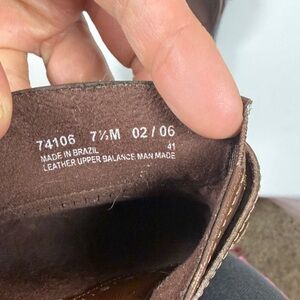 74106 7½M 02/06
MADE IN BRAZIL 41
LEATHER UPPER BALANCE MAN MADE